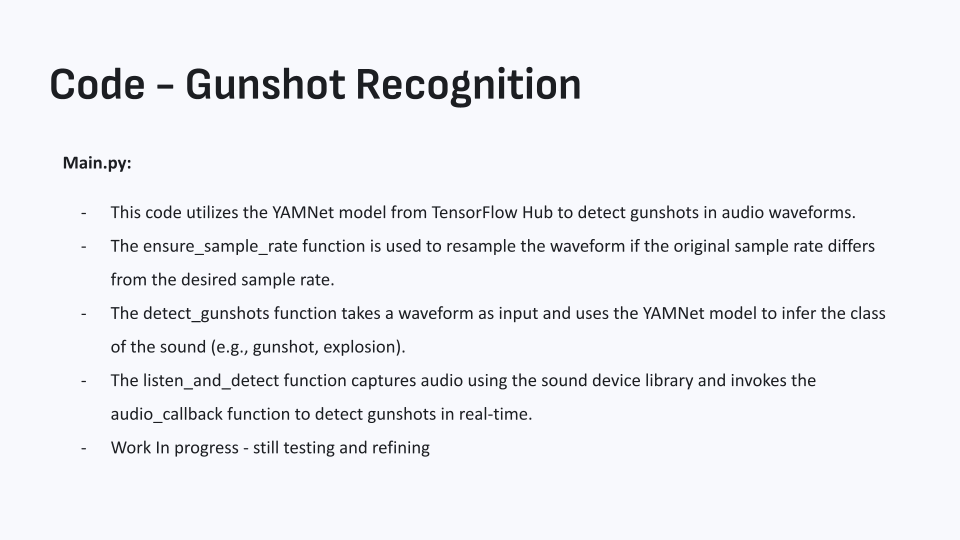 Code - Gunshot Recognition
Main.py:
- This code utilizes the YAMNet model from TensorFlow Hub to detect gunshots in audio waveforms.
- The ensure_sample_rate function is used to resample the waveform if the original sample rate differs
from the desired sample rate.
- The detect_gunshots function takes a waveform as input and uses the YAMNet model to infer the class
of the sound (e.g., gunshot, explosion).
- The listen_and_detect function captures audio using the sound device library and invokes the
audio_callback function to detect gunshots in real-time.
- Work In progress - still testing and refining